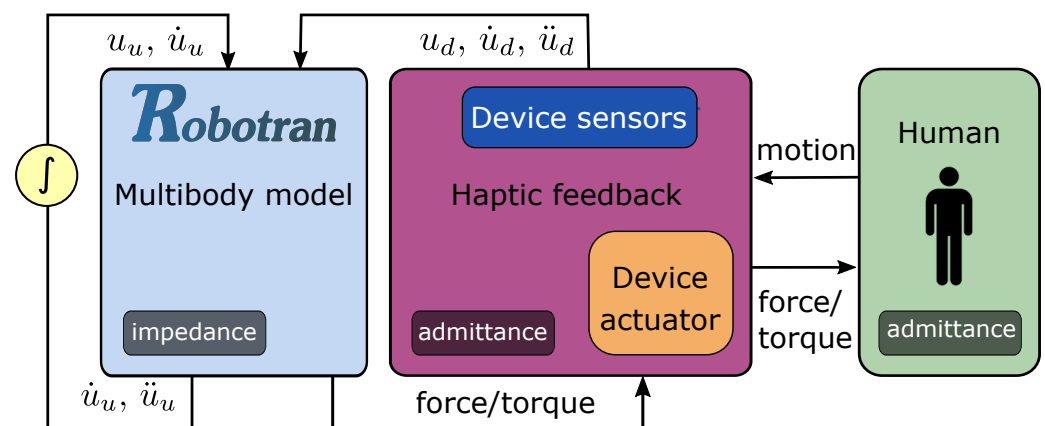 u_u, u̇_u
u_d, u̇_d, ü_d
Robotran
Multibody model
impedance
∫
u̇_u, ü_u
Device sensors
Haptic feedback
Device
actuator
admittance
force/torque
motion
force/
torque
Human
admittance